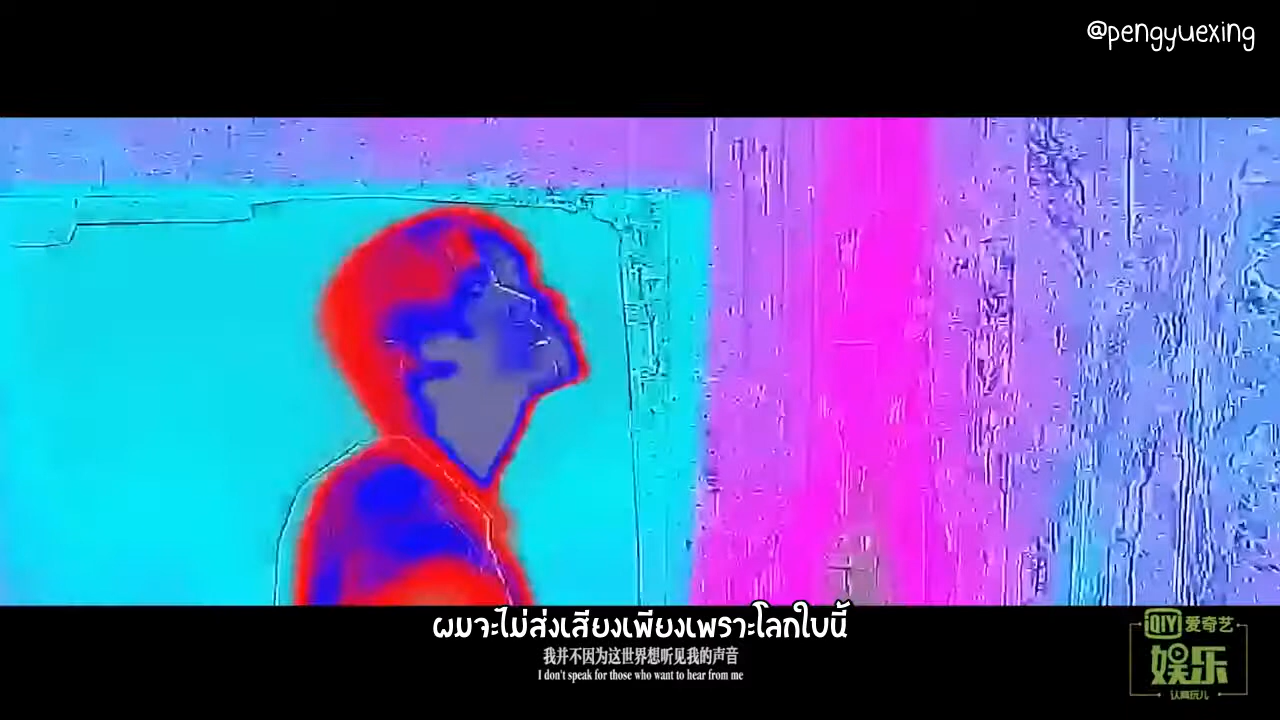 @pengyuexing
ผมจะไม่ส่งเสียงเพียงเพราะโลกใบนี้
我并不因为这世界想听见我的声音
I don't speak for those who want to hear from me
iQIYI 爱奇艺
娱乐
认真玩儿